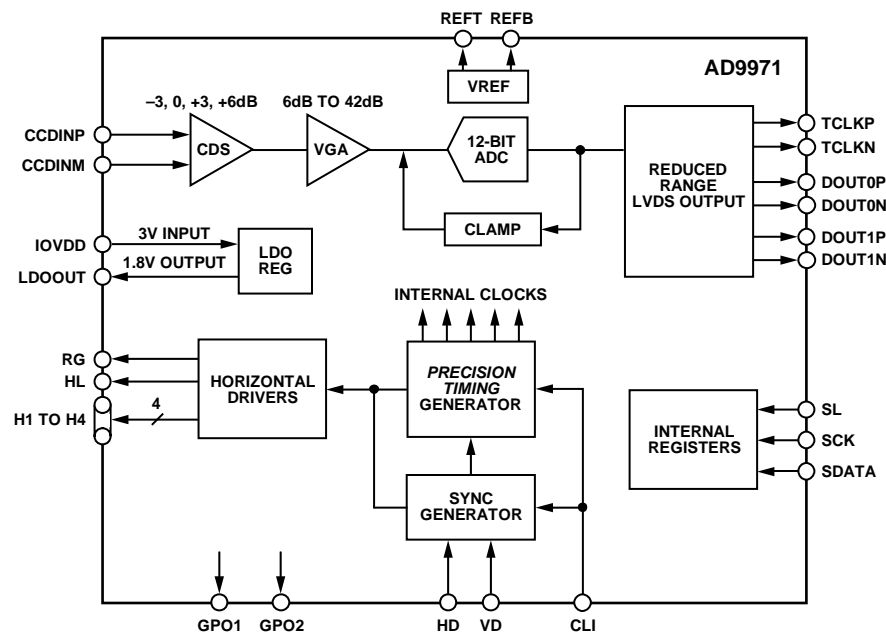 REFT REFB
AD9971
VREF
–3, 0, +3, +6dB
6dB TO 42dB
CCDINP
CCDINM
CDS
VGA
12-BIT
ADC
CLAMP
REDUCED
RANGE
LVDS OUTPUT
TCLKP
TCLKN
DOUT0P
DOUT0N
DOUT1P
DOUT1N
IOVDD
3V INPUT
LDOOUT
1.8V OUTPUT
LDO
REG
INTERNAL CLOCKS
RG
HL
H1 TO H4
4
HORIZONTAL
DRIVERS
PRECISION
TIMING
GENERATOR
SYNC
GENERATOR
INTERNAL
REGISTERS
SL
SCK
SDATA
GPO1 GPO2 HD VD CLI